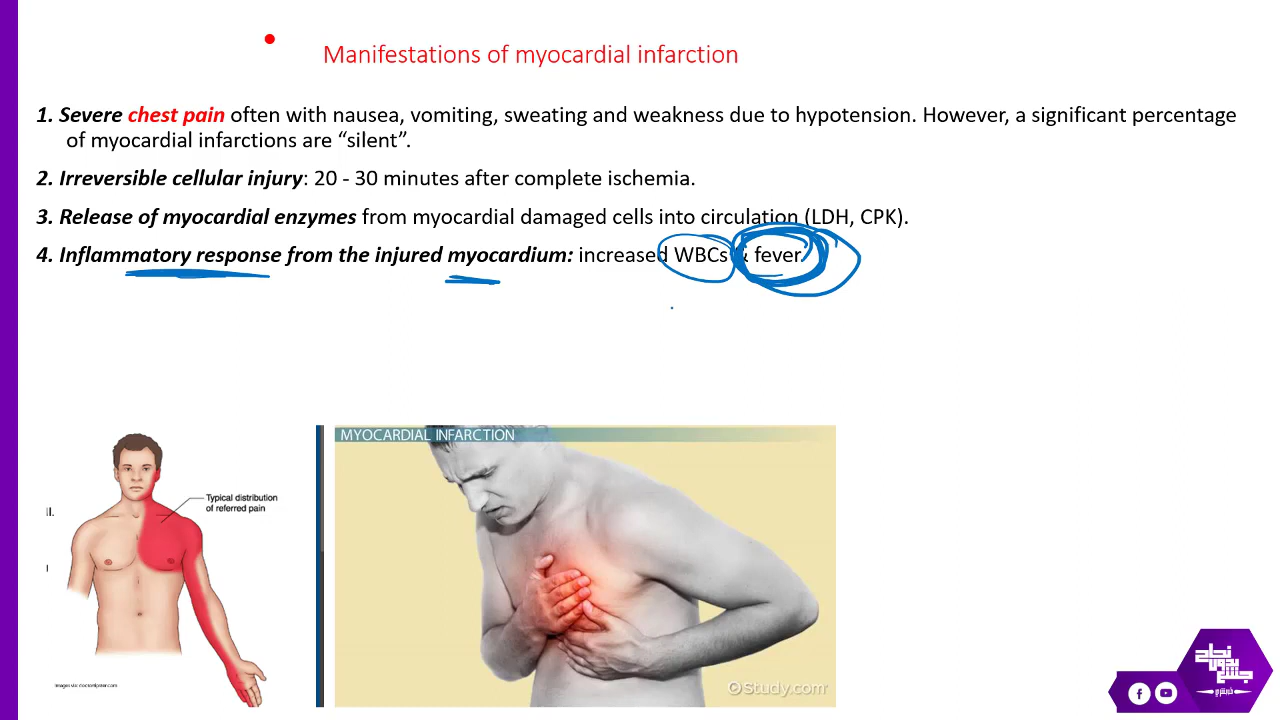 Manifestations of myocardial infarction
1. Severe chest pain often with nausea, vomiting, sweating and weakness due to hypotension. However, a significant percentage
of myocardial infarctions are “silent”.
2. Irreversible cellular injury: 20 - 30 minutes after complete ischemia.
3. Release of myocardial enzymes from myocardial damaged cells into circulation (LDH, CPK).
4. Inflammatory response from the injured myocardium: increased WBCs & fever.
MYOCARDIAL INFARCTION
Typical distribution
of referred pain
ll.
Study.com
نجاح
بدون